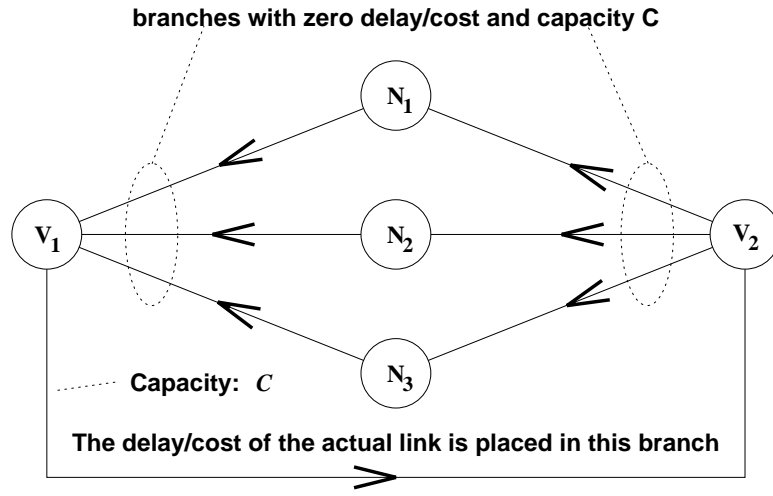 branches with zero delay/cost and capacity C
N1
V1
N2
V2
N3
Capacity: C
The delay/cost of the actual link is placed in this branch